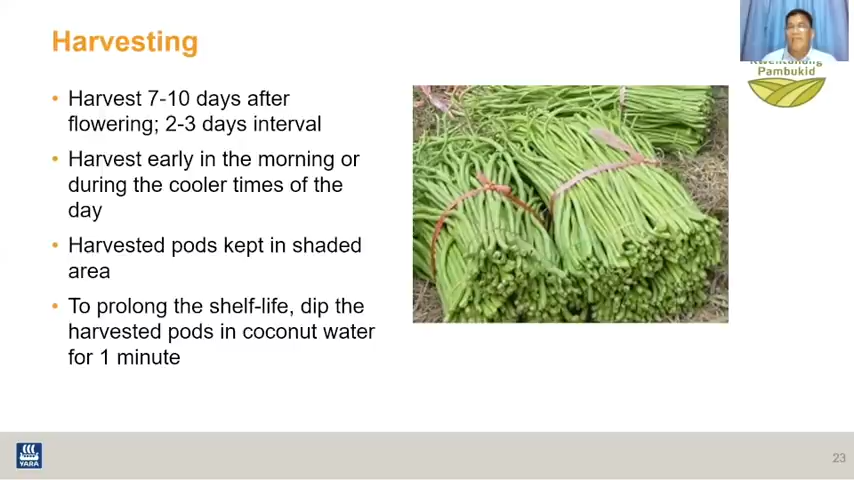 Harvesting
• Harvest 7-10 days after
flowering; 2-3 days interval
• Harvest early in the morning or
during the cooler times of the
day
• Harvested pods kept in shaded
area
• To prolong the shelf-life, dip the
harvested pods in coconut water
for 1 minute
Pambukid
YARA
23